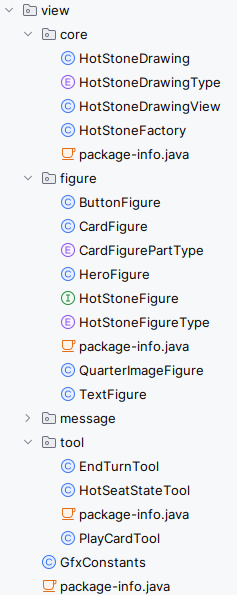 view
core
HotStoneDrawing
HotStoneDrawingType
HotStoneDrawingView
HotStoneFactory
package-info.java
figure
ButtonFigure
CardFigure
CardFigurePartType
HeroFigure
HotStoneFigure
HotStoneFigureType
package-info.java
QuarterImageFigure
TextFigure
message
tool
EndTurnTool
HotSeatStateTool
package-info.java
PlayCardTool
GfxConstants
package-info.java